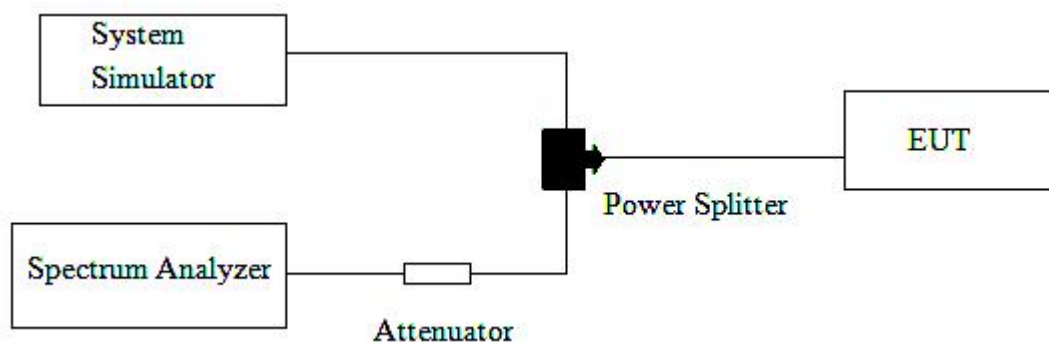 System
Simulator
EUT
Power Splitter
Spectrum Analyzer
Attenuator